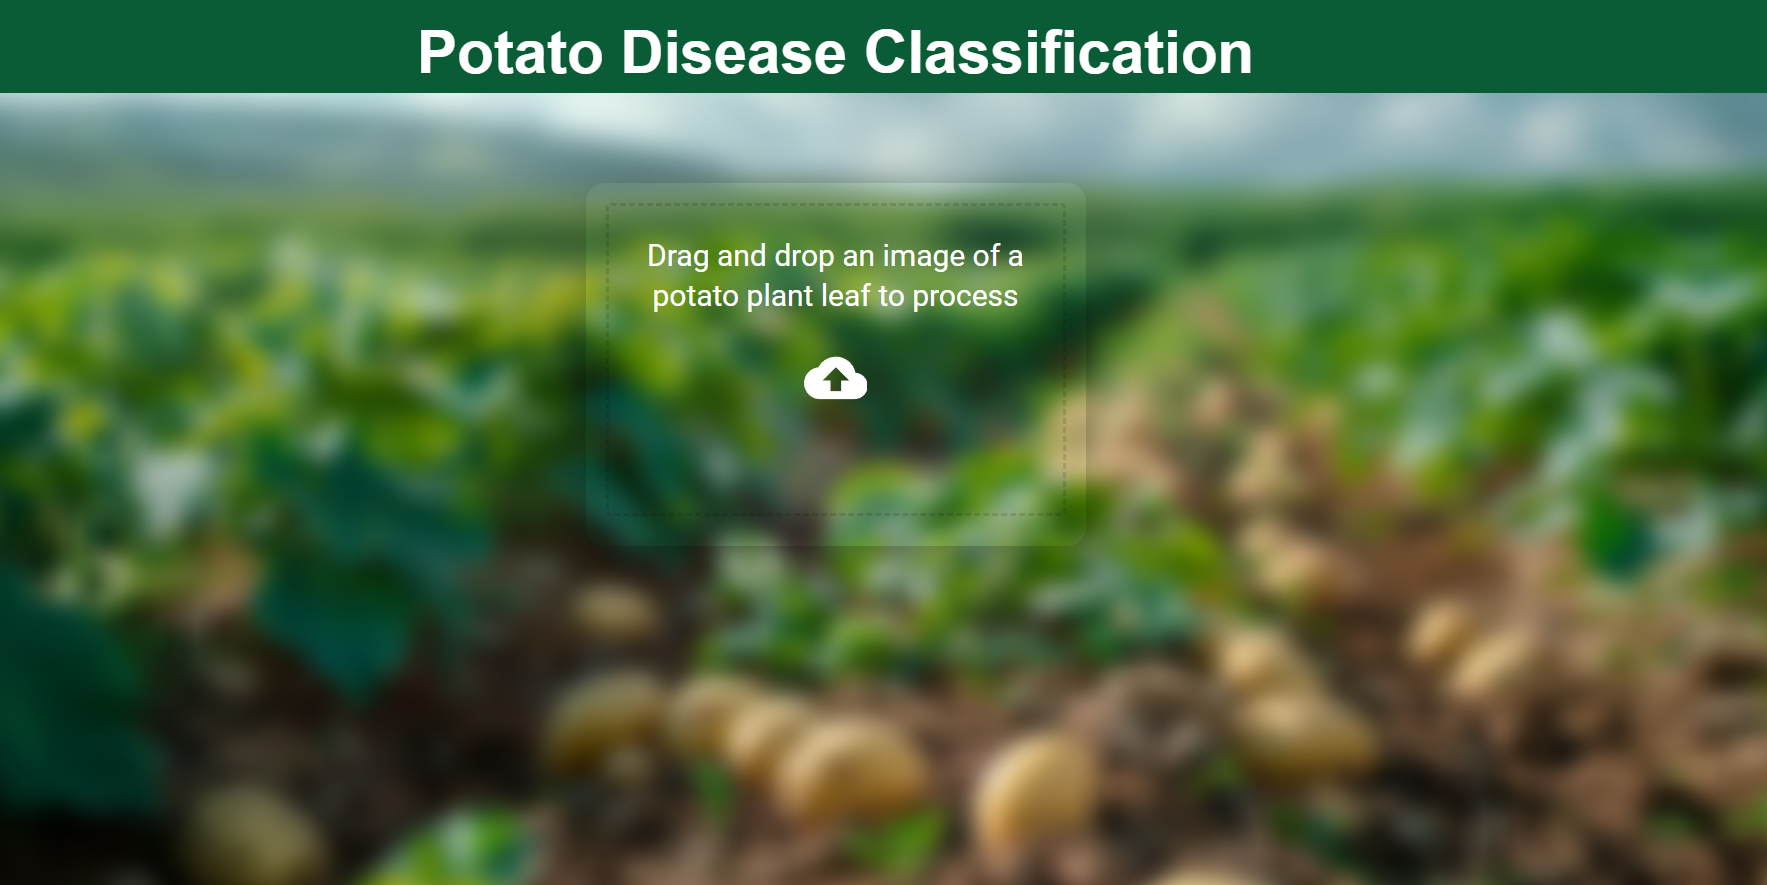 Potato Disease Classification
Drag and drop an image of a
potato plant leaf to process